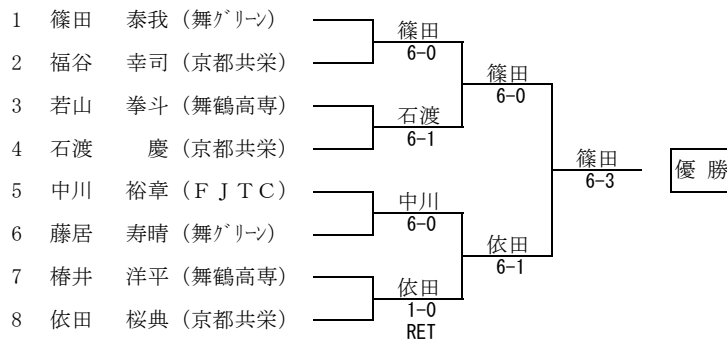 1 篠田 泰我 (舞ｸﾞﾘｰﾝ)
2 福谷 幸司 (京都共栄)
3 若山 拳斗 (舞鶴高専)
4 石渡 慶 (京都共栄)
5 中川 裕章 (ＦＪＴＣ)
6 藤居 寿晴 (舞ｸﾞﾘｰﾝ)
7 椿井 洋平 (舞鶴高専)
8 依田 桜典 (京都共栄)
篠田
6-0
石渡
6-1
中川
6-0
依田
1-0
RET
篠田
6-0
依田
6-1
篠田
6-3
優 勝